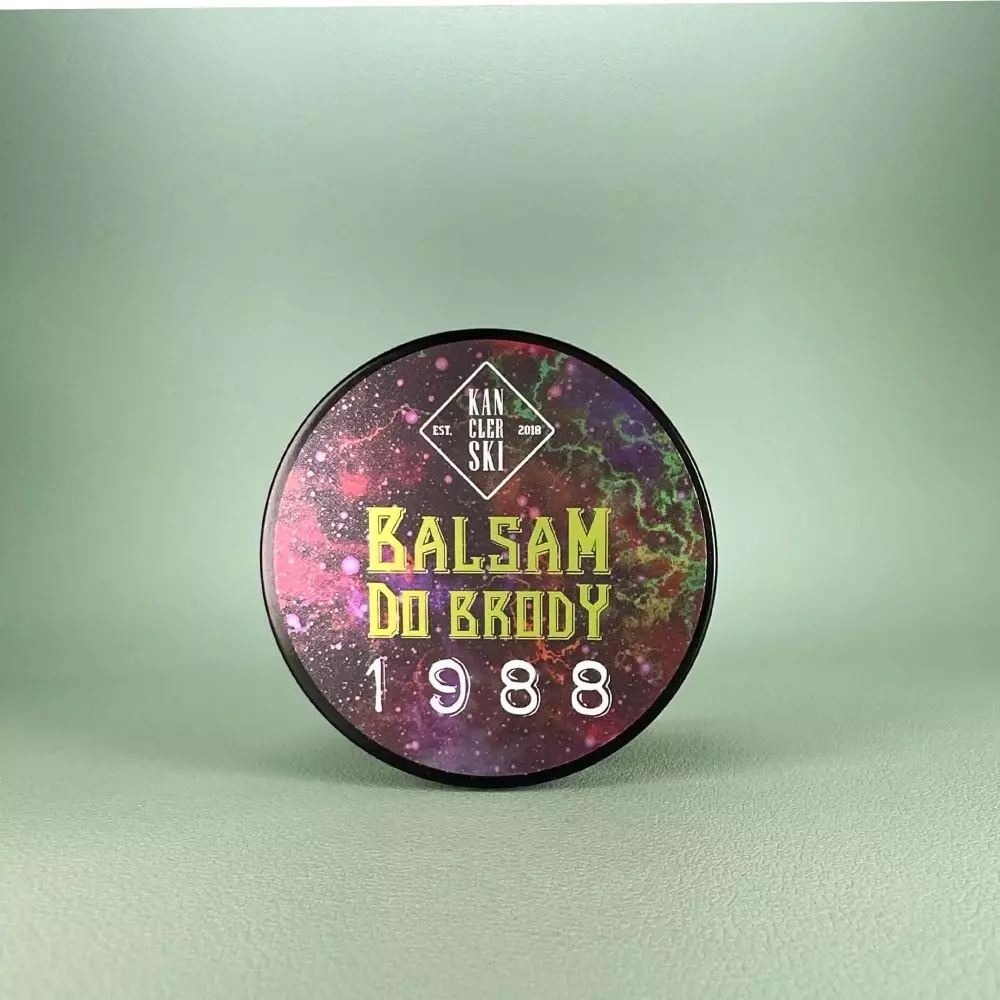 KAN
EST. CLER 2018
SKI
BALSAM
DO BRODY
1988